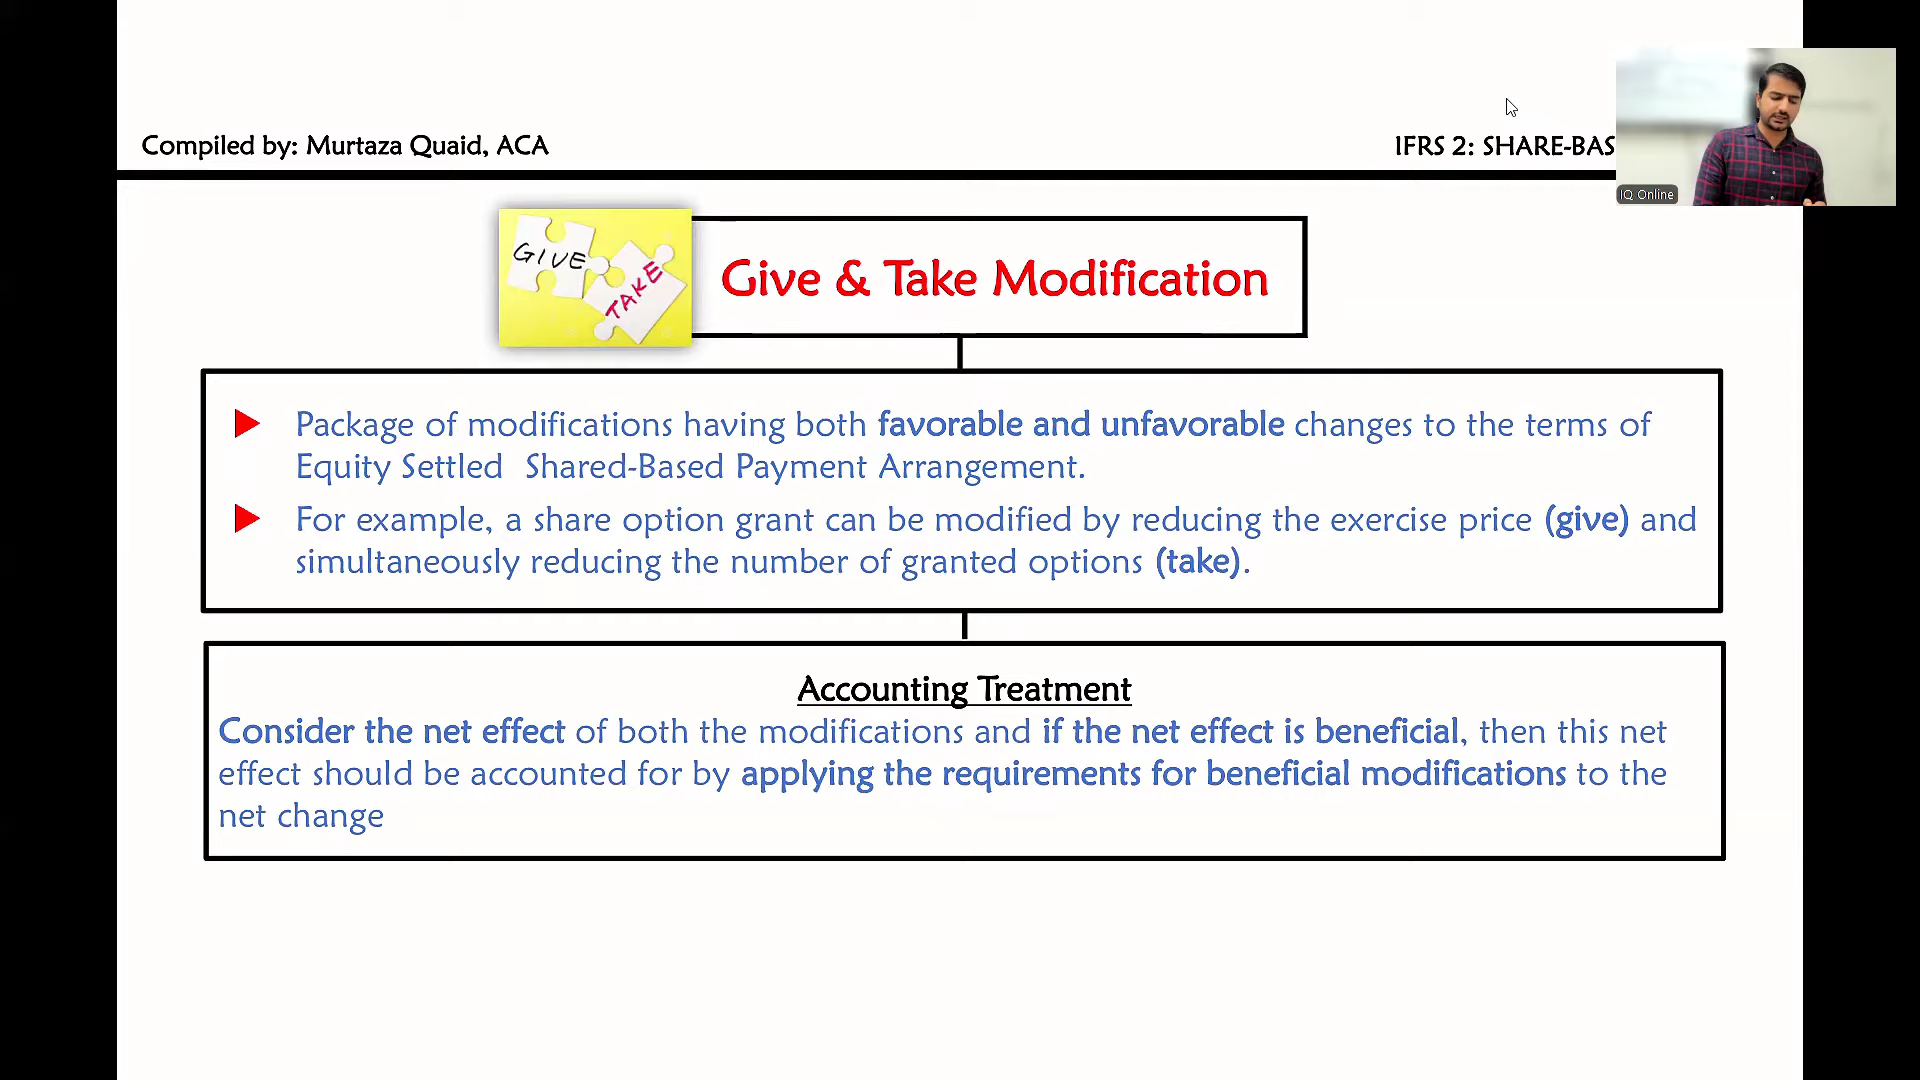 Compiled by: Murtaza Quaid, ACA
IFRS 2: SHARE-BAS
IQ Online
GIVE
TAKE
Give & Take Modification
Package of modifications having both favorable and unfavorable changes to the terms of
Equity Settled Shared-Based Payment Arrangement.
For example, a share option grant can be modified by reducing the exercise price (give) and
simultaneously reducing the number of granted options (take).
Accounting Treatment
Consider the net effect of both the modifications and if the net effect is beneficial, then this net
effect should be accounted for by applying the requirements for beneficial modifications to the
net change